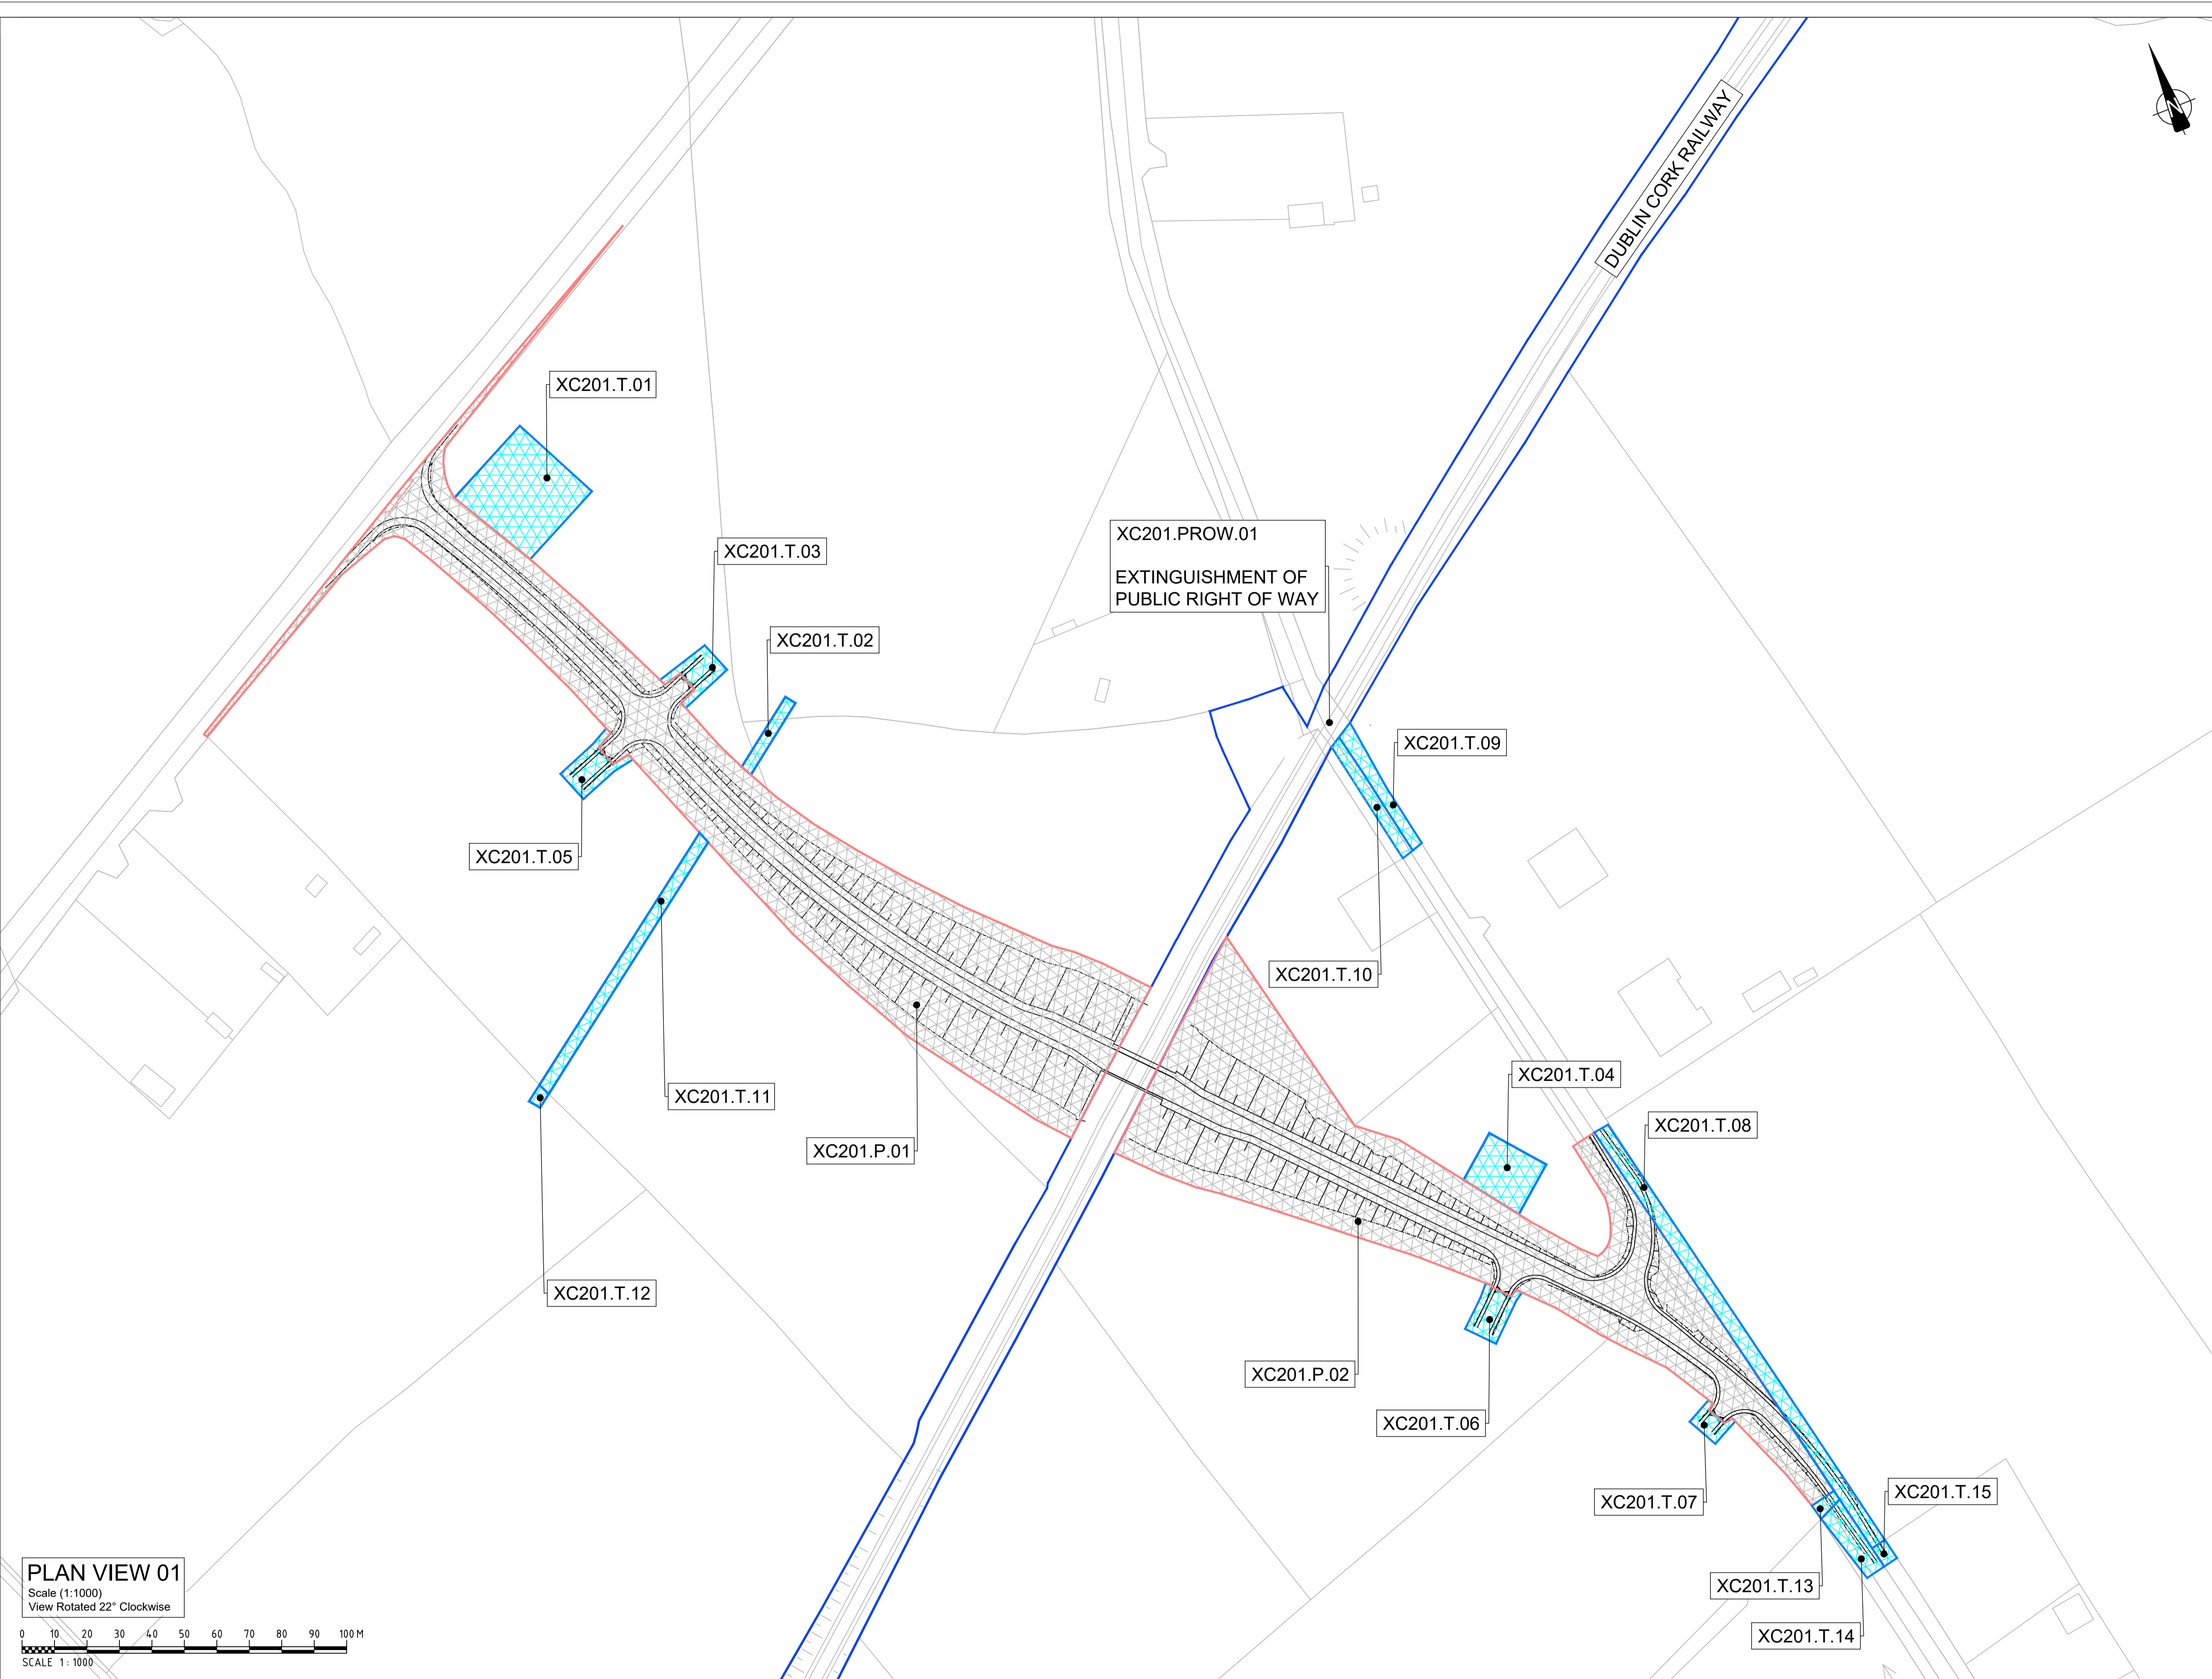 DUBLIN CORK RAILWAY
N
XC201.T.01
XC201.PROW.01
EXTINGUISHMENT OF
PUBLIC RIGHT OF WAY
XC201.T.03
XC201.T.02
XC201.T.09
XC201.T.05
XC201.T.10
XC201.T.04
XC201.T.11
XC201.T.08
XC201.P.01
XC201.T.12
XC201.P.02
XC201.T.06
XC201.T.07
XC201.T.15
XC201.T.13
XC201.T.14
PLAN VIEW 01
Scale (1:1000)
View Rotated 22° Clockwise
0 10 20 30 40 50 60 70 80 90 100 M
SCALE 1:1000